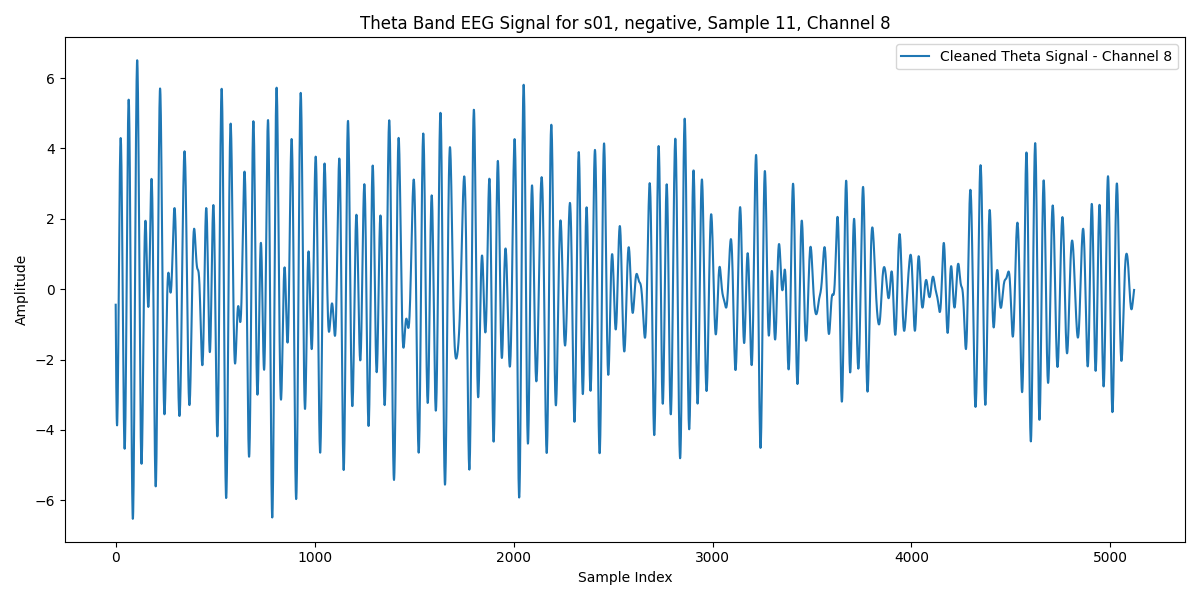 Theta Band EEG Signal for s01, negative, Sample 11, Channel 8
Cleaned Theta Signal - Channel 8
Amplitude
6
4
2
0
−2
−4
−6
0 1000 2000 3000 4000 5000
Sample Index